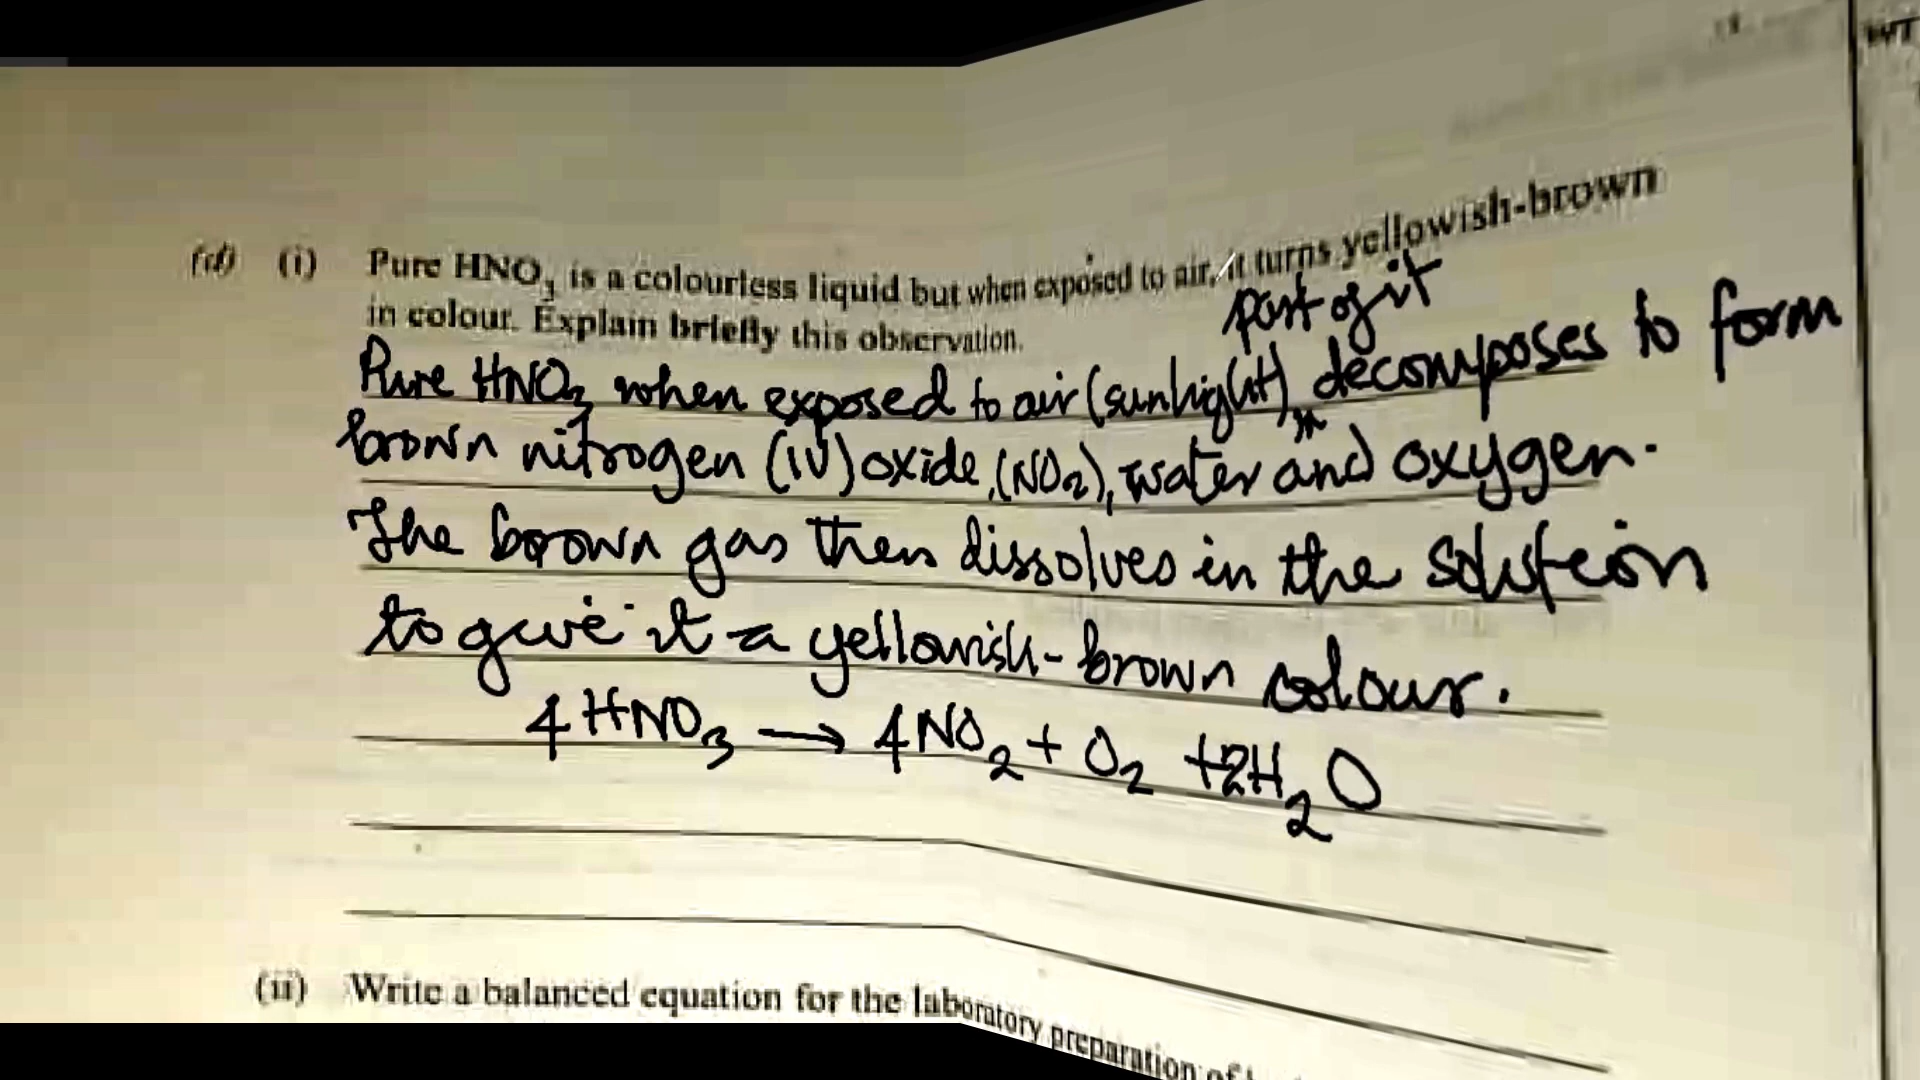 (d) (i) Pure HNO3 is a colourless liquid but when exposed to air, it turns yellowish-brown
in colour. Explain briefly this observation.
part of it
Pure HNO3 when exposed to air (sunlight) ^ decomposes to form
brown nitrogen (IV) oxide, (NO2), water and oxygen.
The brown gas then dissolves in the solution
to give it a yellowish-brown colour.
4HNO3 → 4NO2 + O2 + 2H2O
(ii) Write a balanced equation for the laboratory preparation of